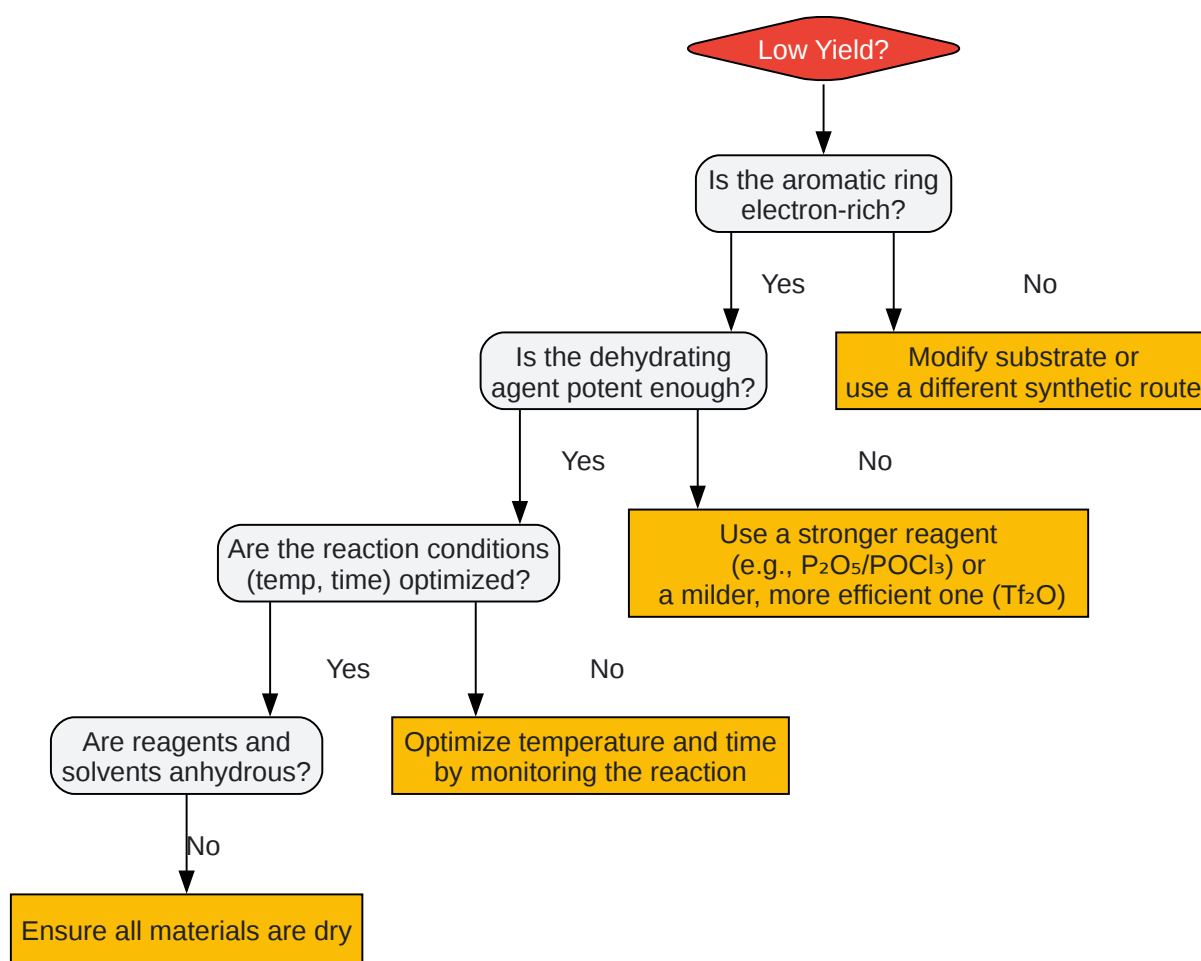 Low Yield?
Is the aromatic ring
electron-rich?
Yes
No
Is the dehydrating
agent potent enough?
Modify substrate or
use a different synthetic route
Yes
No
Are the reaction conditions
(temp, time) optimized?
Use a stronger reagent
(e.g., P₂O₅/POCl₃) or
a milder, more efficient one (Tf₂O)
Yes
No
Are reagents and
solvents anhydrous?
Optimize temperature and time
by monitoring the reaction
No
Ensure all materials are dry